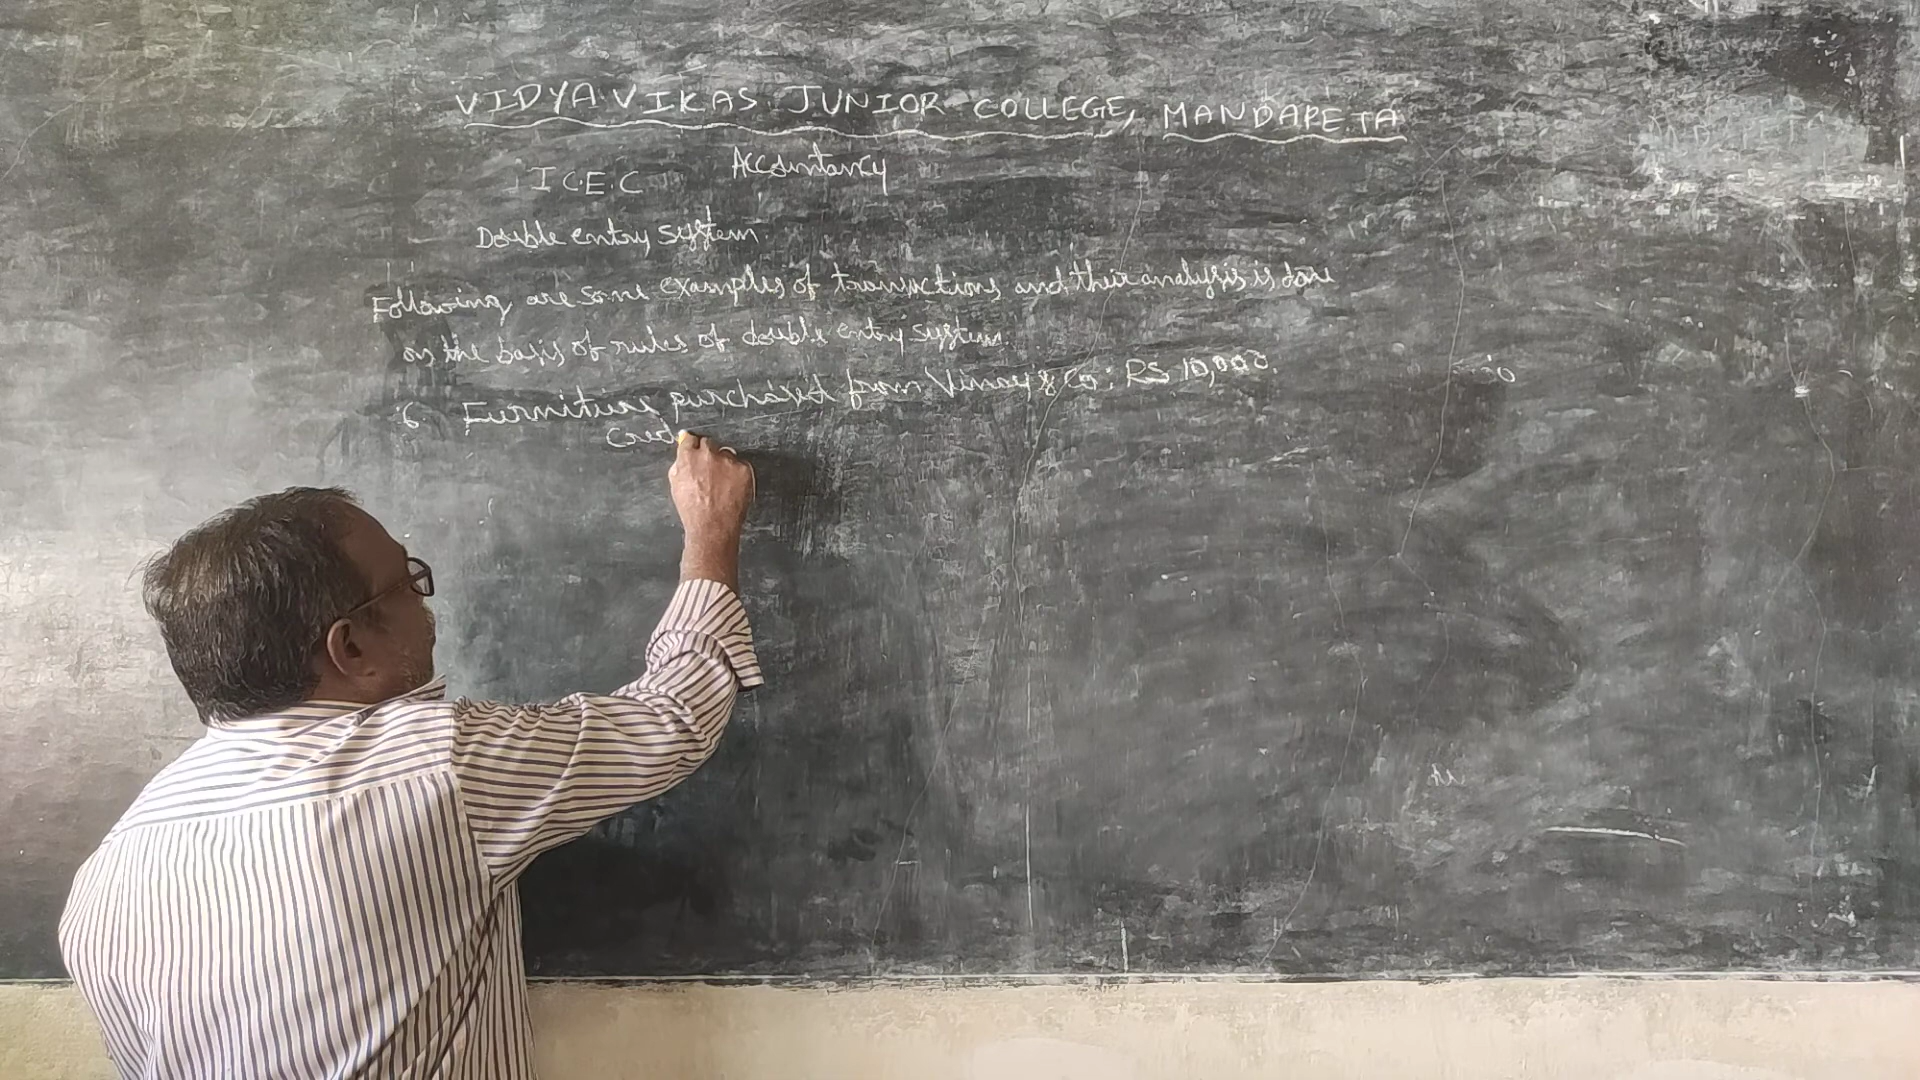 VIDYA.VIKAS. JUNIOR COLLEGE, MANDAPETA
I C.E.C Accountancy
Double entry system
Following are some examples of transactions and their analysis is done
on the basis of rules of double entry system.
6. Furniture purchased from Vinay & Co: RS 10,000.
Cred